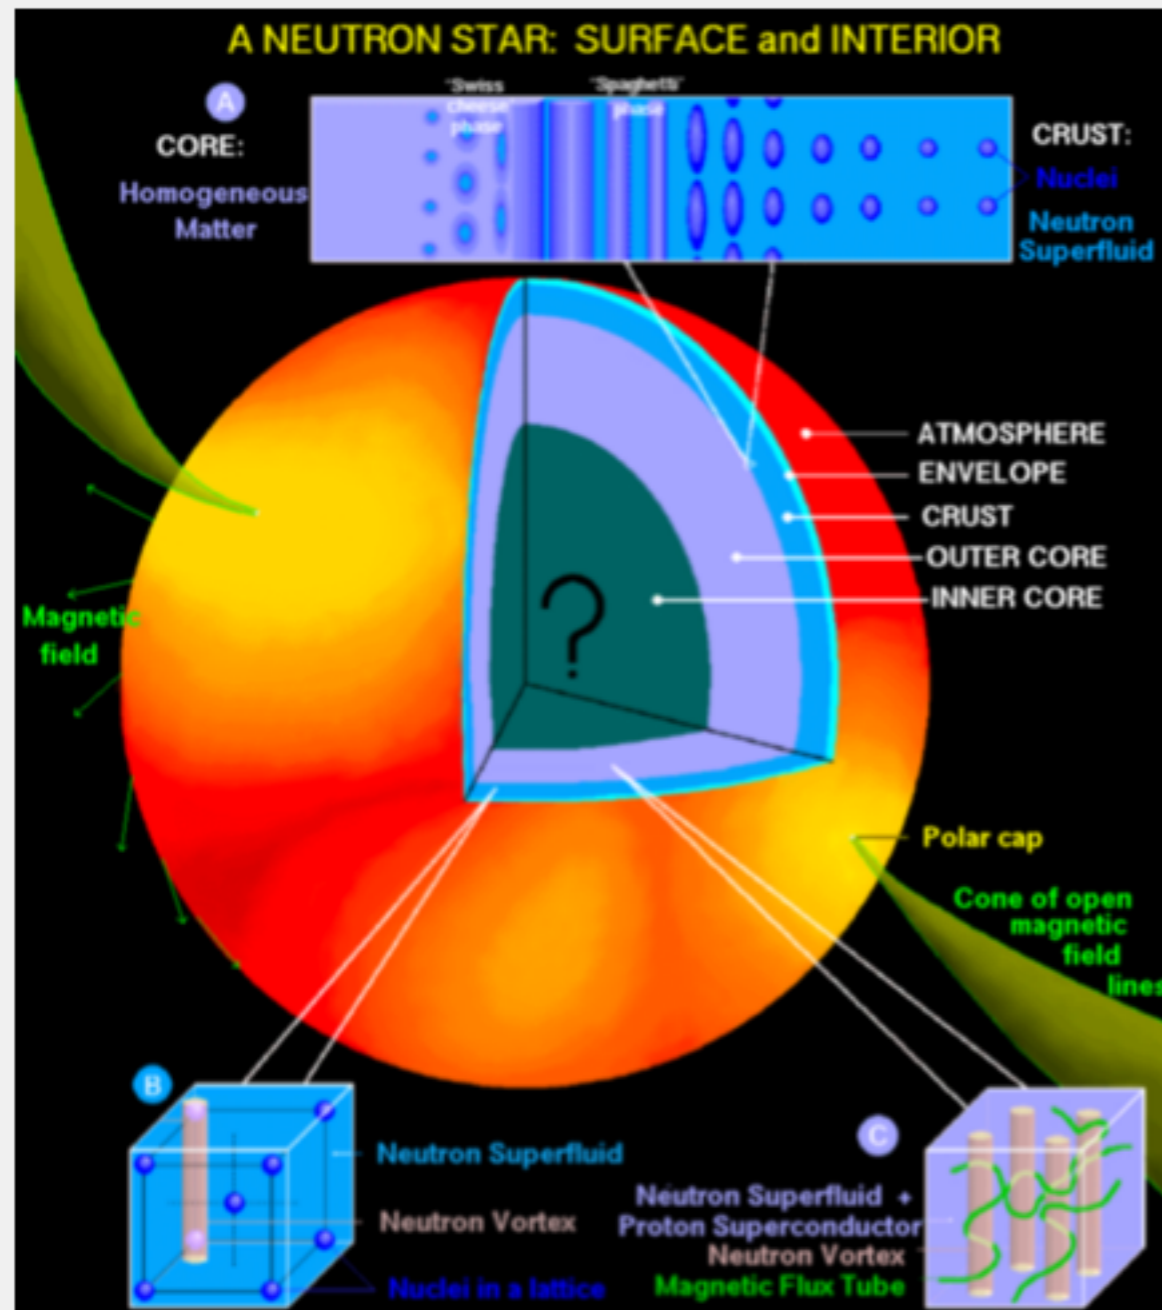 A NEUTRON STAR: SURFACE and INTERIOR
"Swiss
cheese"
phase
"Spaghetti"
phase
A
CORE:
Homogeneous
Matter
CRUST:
Nuclei
Neutron
Superfluid
ATMOSPHERE
ENVELOPE
CRUST
OUTER CORE
INNER CORE
?
Magnetic
field
Polar cap
Cone of open
magnetic
field
lines
B
Neutron Superfluid
Neutron Vortex
Nuclei in a lattice
C
Neutron Superfluid +
Proton Superconductor
Neutron Vortex
Magnetic Flux Tube